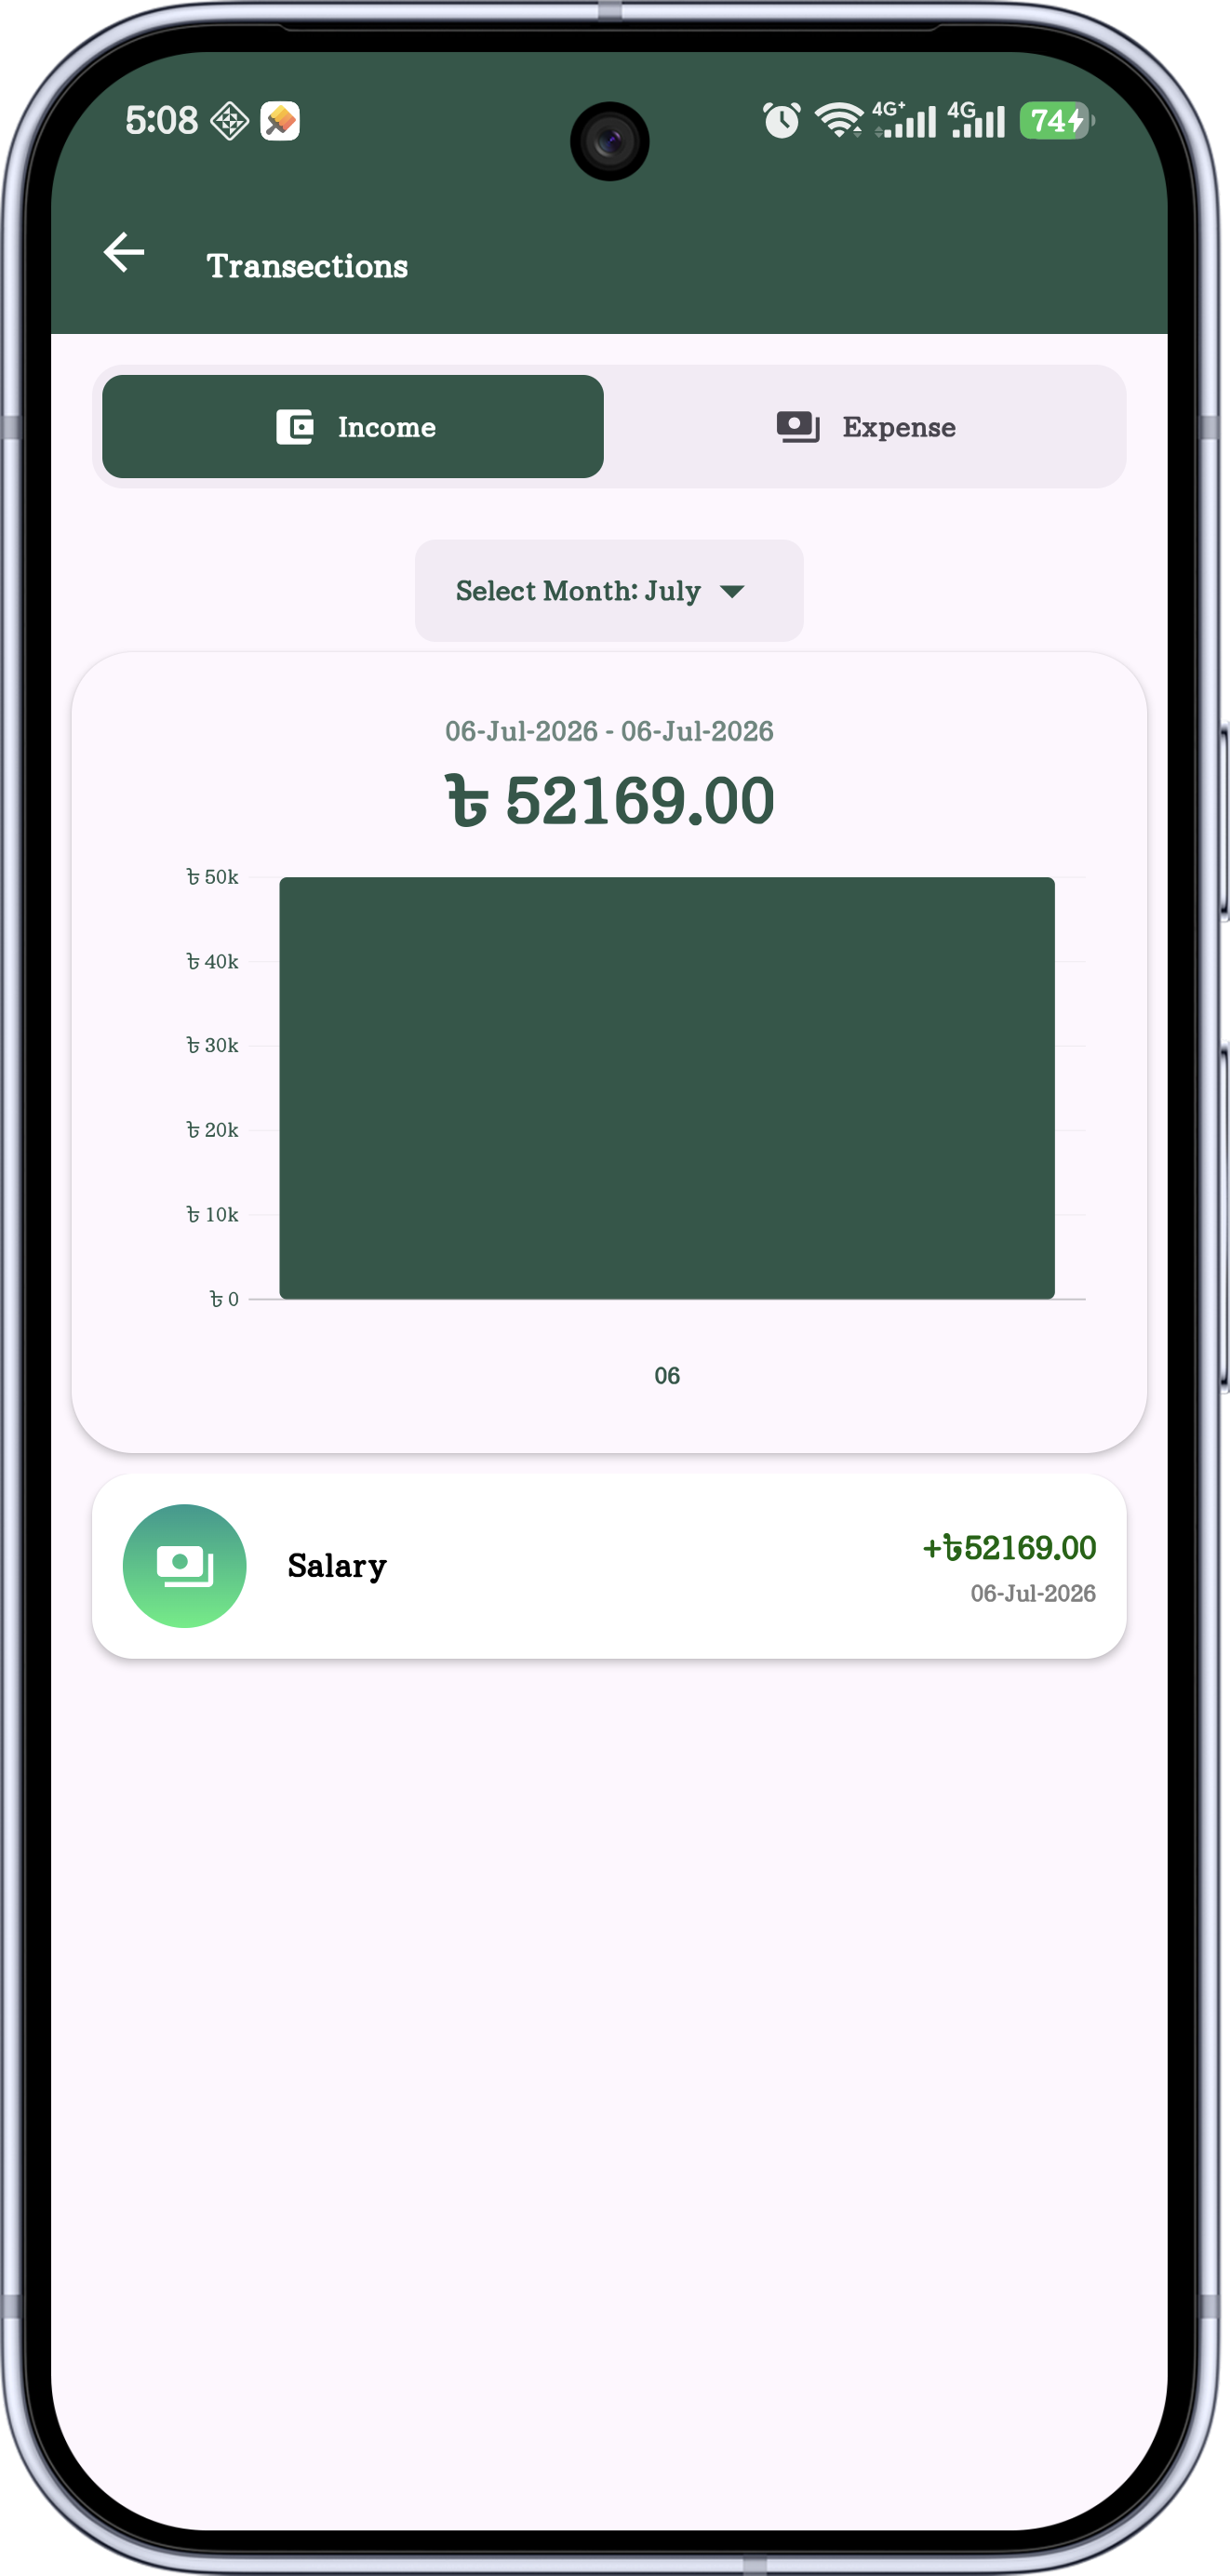 5:08 4G+ 4G 74
Transections
Income Expense
Select Month: July
06-Jul-2026 - 06-Jul-2026
৳ 52169.00
৳ 50k
৳ 40k
৳ 30k
৳ 20k
৳ 10k
৳ 0
06
Salary
+৳52169.00
06-Jul-2026